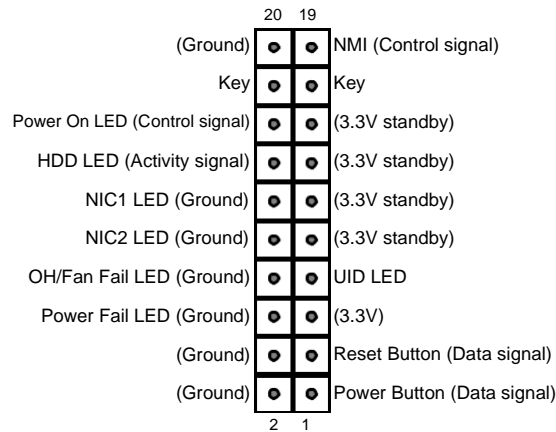 20 19
(Ground) NMI (Control signal)
Key Key
Power On LED (Control signal) (3.3V standby)
HDD LED (Activity signal) (3.3V standby)
NIC1 LED (Ground) (3.3V standby)
NIC2 LED (Ground) (3.3V standby)
OH/Fan Fail LED (Ground) UID LED
Power Fail LED (Ground) (3.3V)
(Ground) Reset Button (Data signal)
(Ground) Power Button (Data signal)
2 1